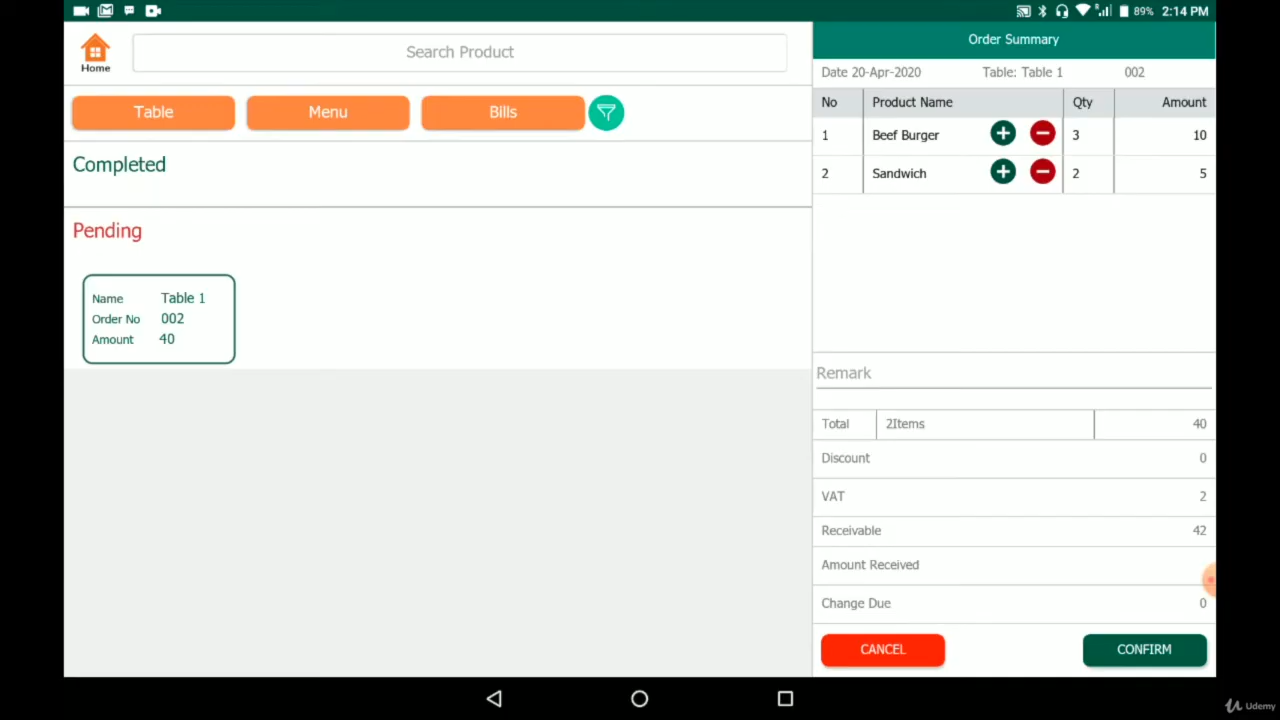 89% 2:14 PM
Home
Search Product
Table Menu Bills
Completed
Pending
Name Table 1
Order No 002
Amount 40
Order Summary
Date 20-Apr-2020 Table: Table 1 002
No Product Name Qty Amount
1 Beef Burger 3 10
2 Sandwich 2 5
Remark
Total 2Items 40
Discount 0
VAT 2
Receivable 42
Amount Received
Change Due 0
CANCEL CONFIRM
Udemy